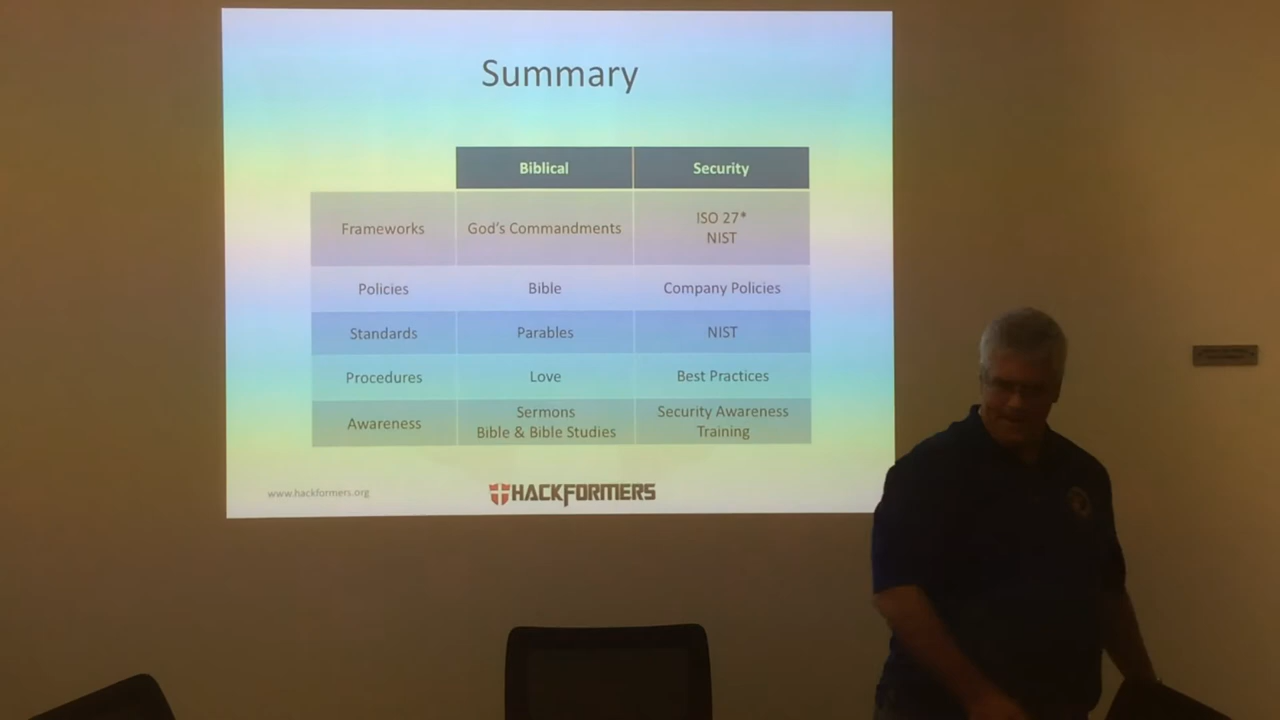 Summary
Biblical Security
Frameworks God's Commandments ISO 27*
NIST
Policies Bible Company Policies
Standards Parables NIST
Procedures Love Best Practices
Awareness Sermons
Bible & Bible Studies Security Awareness
Training
www.hackformers.org HACKFORMERS